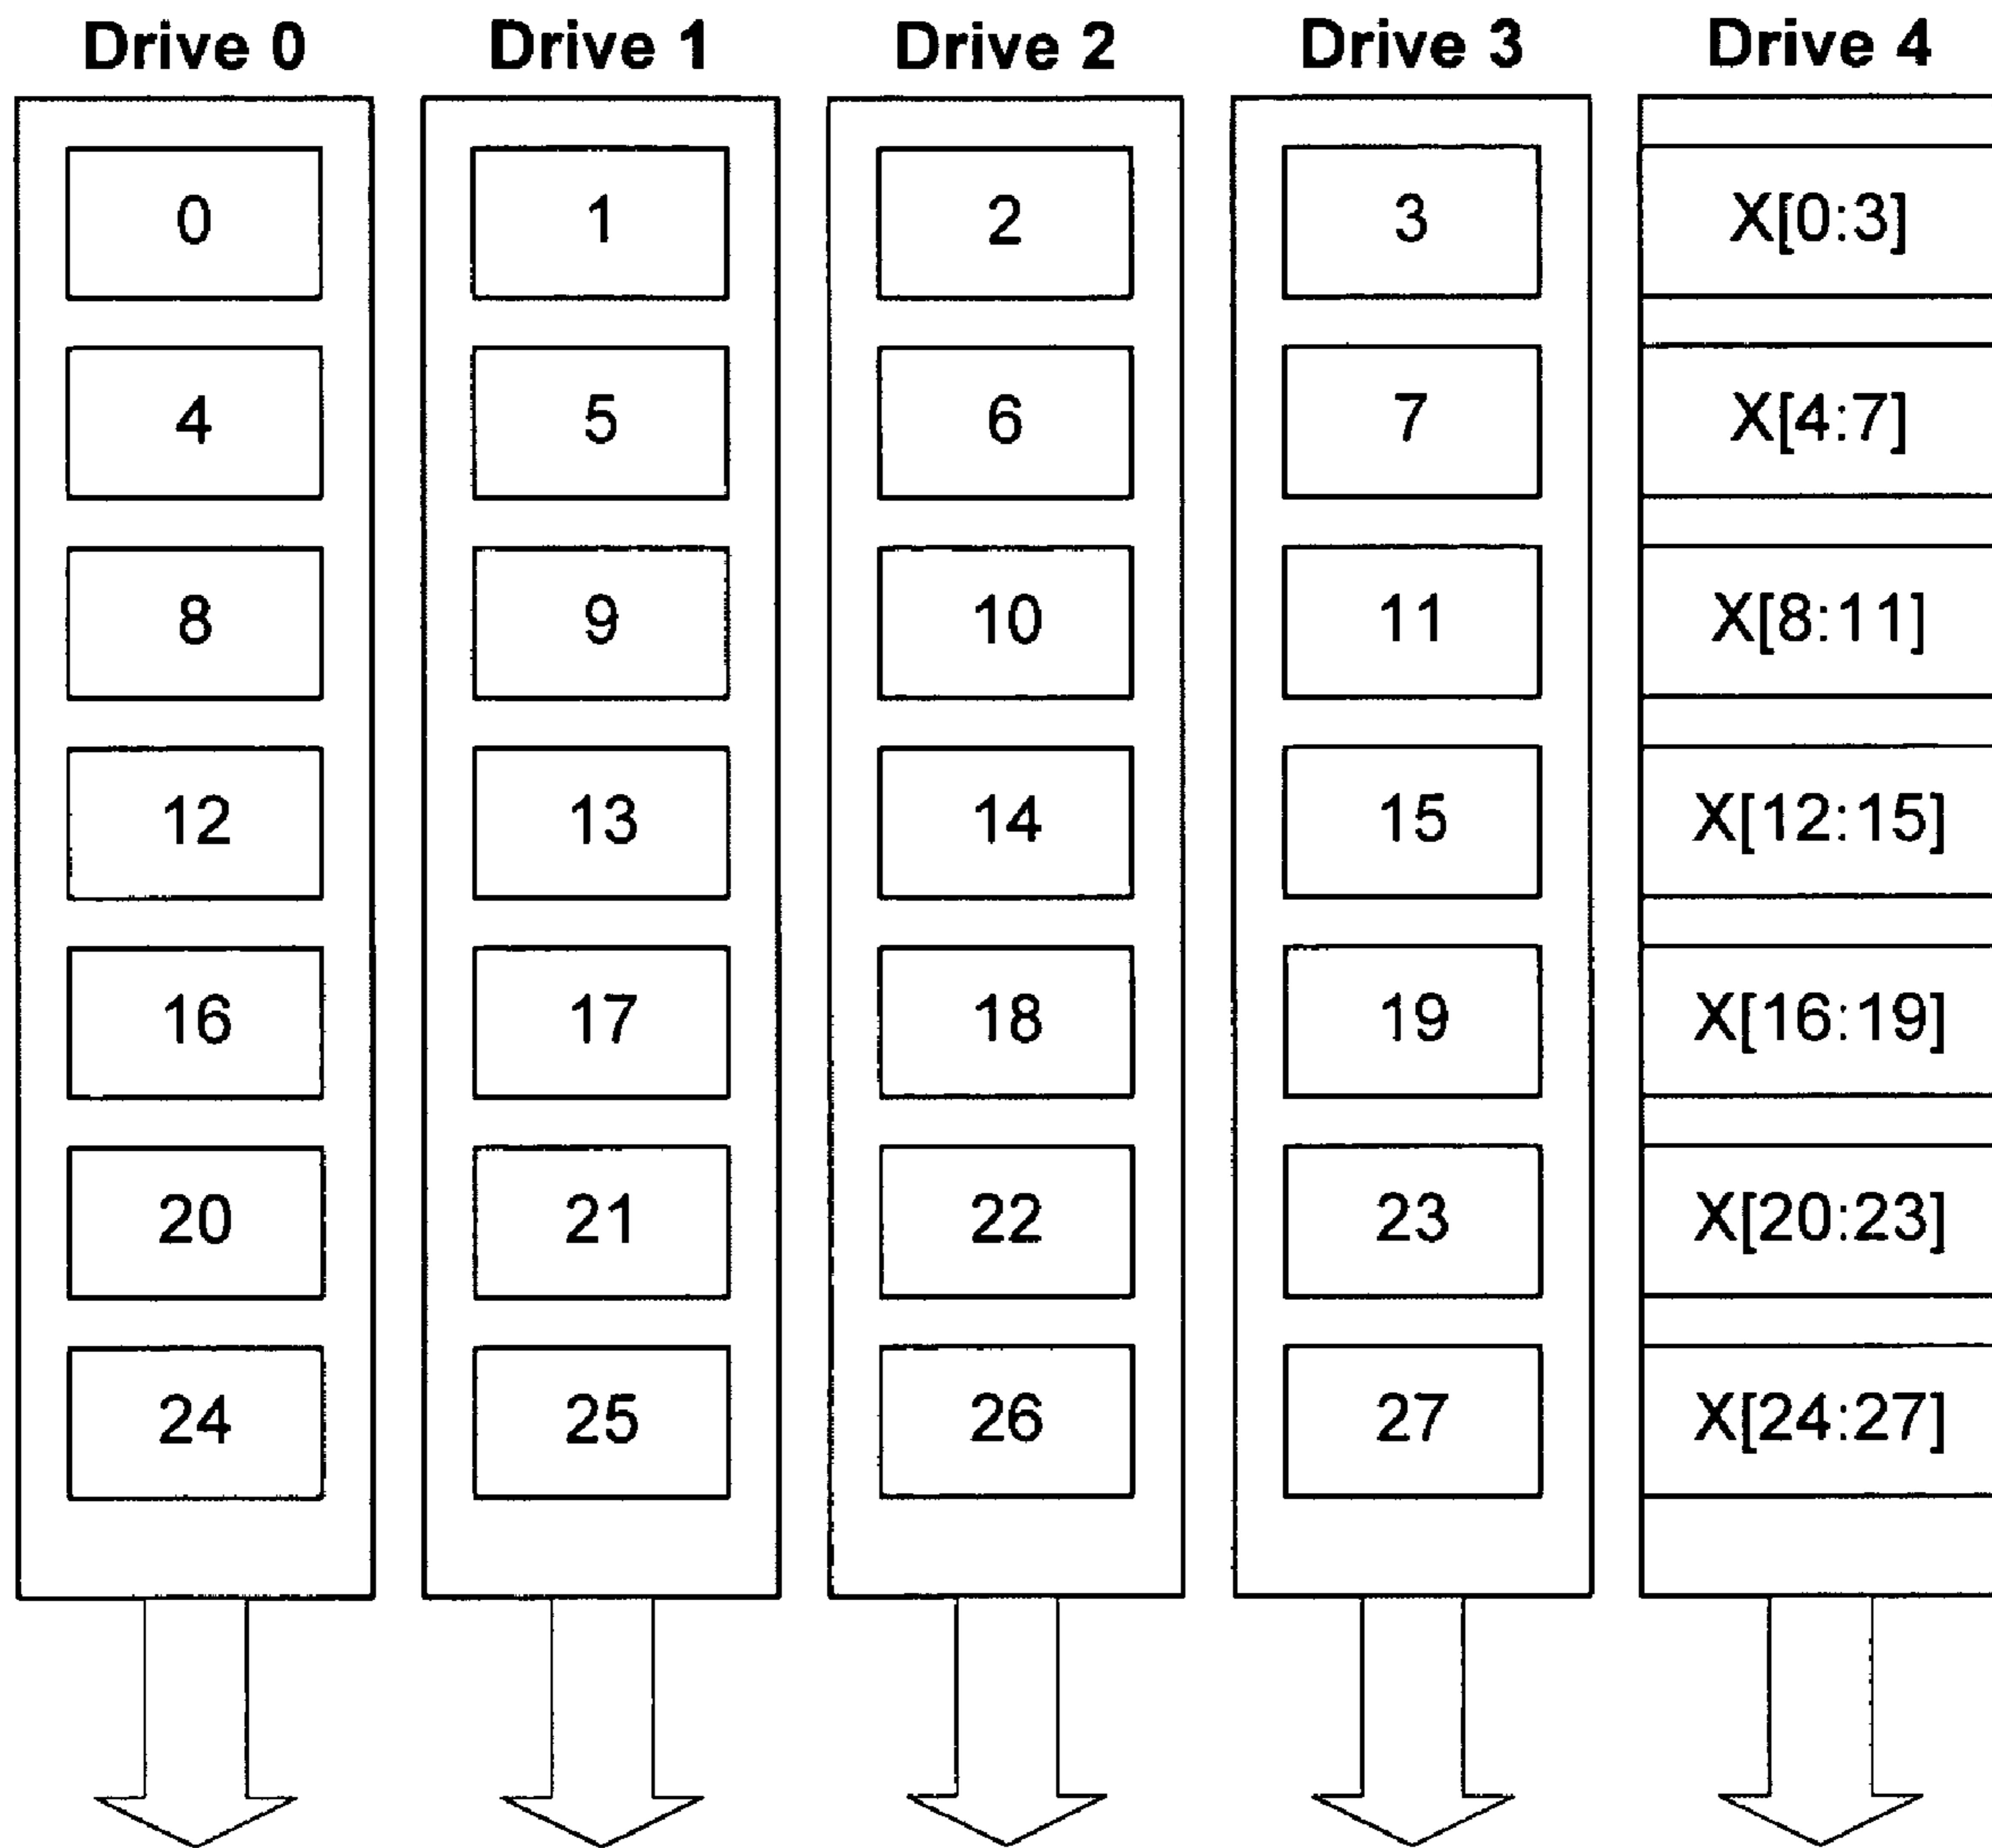 Drive 0 Drive 1 Drive 2 Drive 3 Drive 4
0 1 2 3 X[0:3]
4 5 6 7 X[4:7]
8 9 10 11 X[8:11]
12 13 14 15 X[12:15]
16 17 18 19 X[16:19]
20 21 22 23 X[20:23]
24 25 26 27 X[24:27]